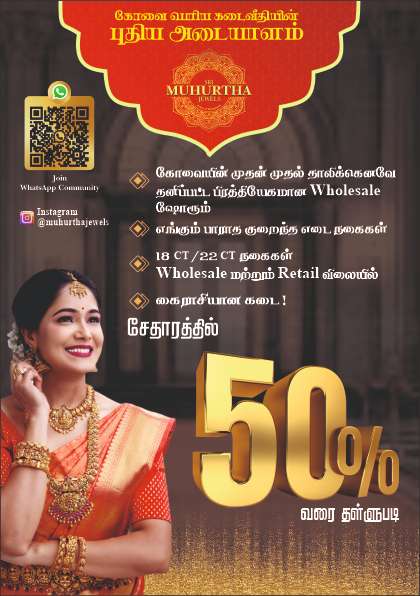 கோவை பெரிய கடைவீதியின்
புதிய அடையாளம்
SRI
MUHURTHA
JEWELS
Join
WhatsApp Community
Instagram
@muhurthajewels
கோவையின் முதன் முதல் தாலிக்கெனவே
தனிப்பட்ட பிரத்தியேகமான Wholesale
ஷோரூம்
எங்கும் பாராத குறைந்த எடை நகைகள்
18 CT /22 CT நகைகள்
Wholesale மற்றும் Retail விலையில்
கைராசியான கடை !
சேதாரத்தில்
50%
வரை தள்ளுபடி